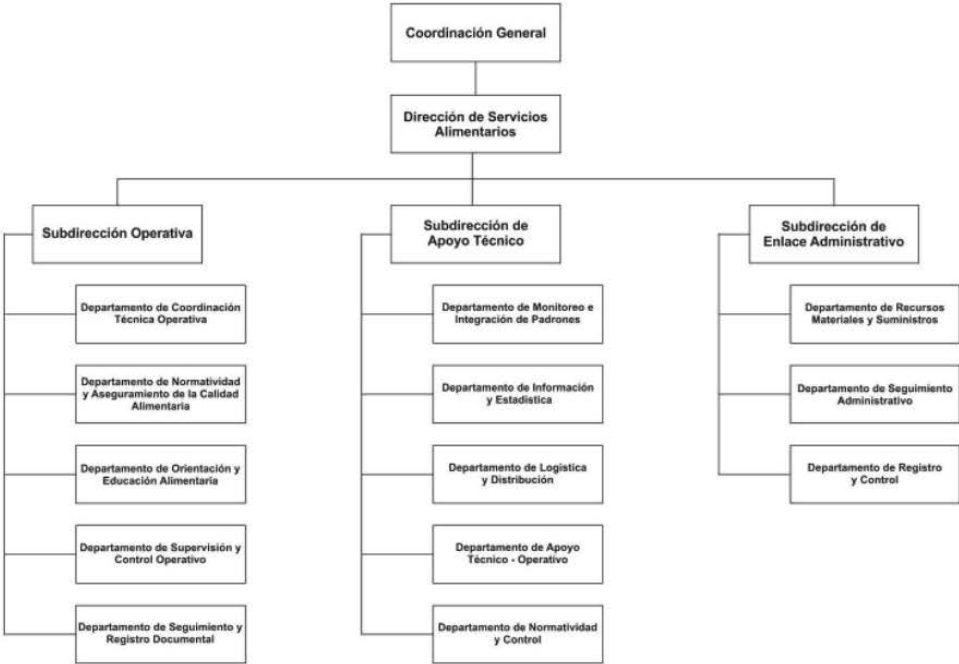 Coordinación General
Dirección de Servicios
Alimentarios
Subdirección Operativa
Departamento de Coordinación
Técnica Operativa
Departamento de Normatividad
y Aseguramiento de la Calidad
Alimentaria
Departamento de Orientación y
Educación Alimentaria
Departamento de Supervisión y
Control Operativo
Departamento de Seguimiento y
Registro Documental
Subdirección de
Apoyo Técnico
Departamento de Monitoreo e
Integración de Padrones
Departamento de Información
y Estadística
Departamento de Logística
y Distribución
Departamento de Apoyo
Técnico - Operativo
Departamento de Normatividad
y Control
Subdirección de
Enlace Administrativo
Departamento de Recursos
Materiales y Suministros
Departamento de Seguimiento
Administrativo
Departamento de Registro
y Control